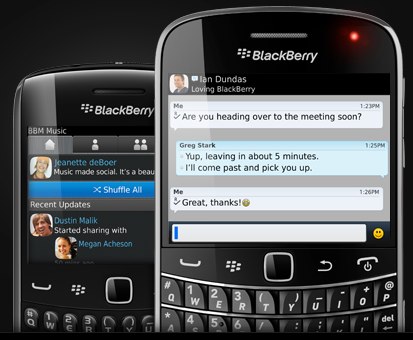 BlackBerry
BBM Music
Jeanette deBoer
Music made social. It's a beau
Shuffle All
Recent Updates
Dustin Malik
Started sharing with
Megan Acheson
BlackBerry
Ian Dundas
Loving BlackBerry
Me 1:23PM
Are you heading over to the meeting soon?
Greg Stark 1:25PM
Yup, leaving in about 5 minutes.
I'll come past and pick you up.
Me 1:26PM
Great, thanks!
# 1 2 3 ( ) _ - + @
Q W E R T Y U I O P